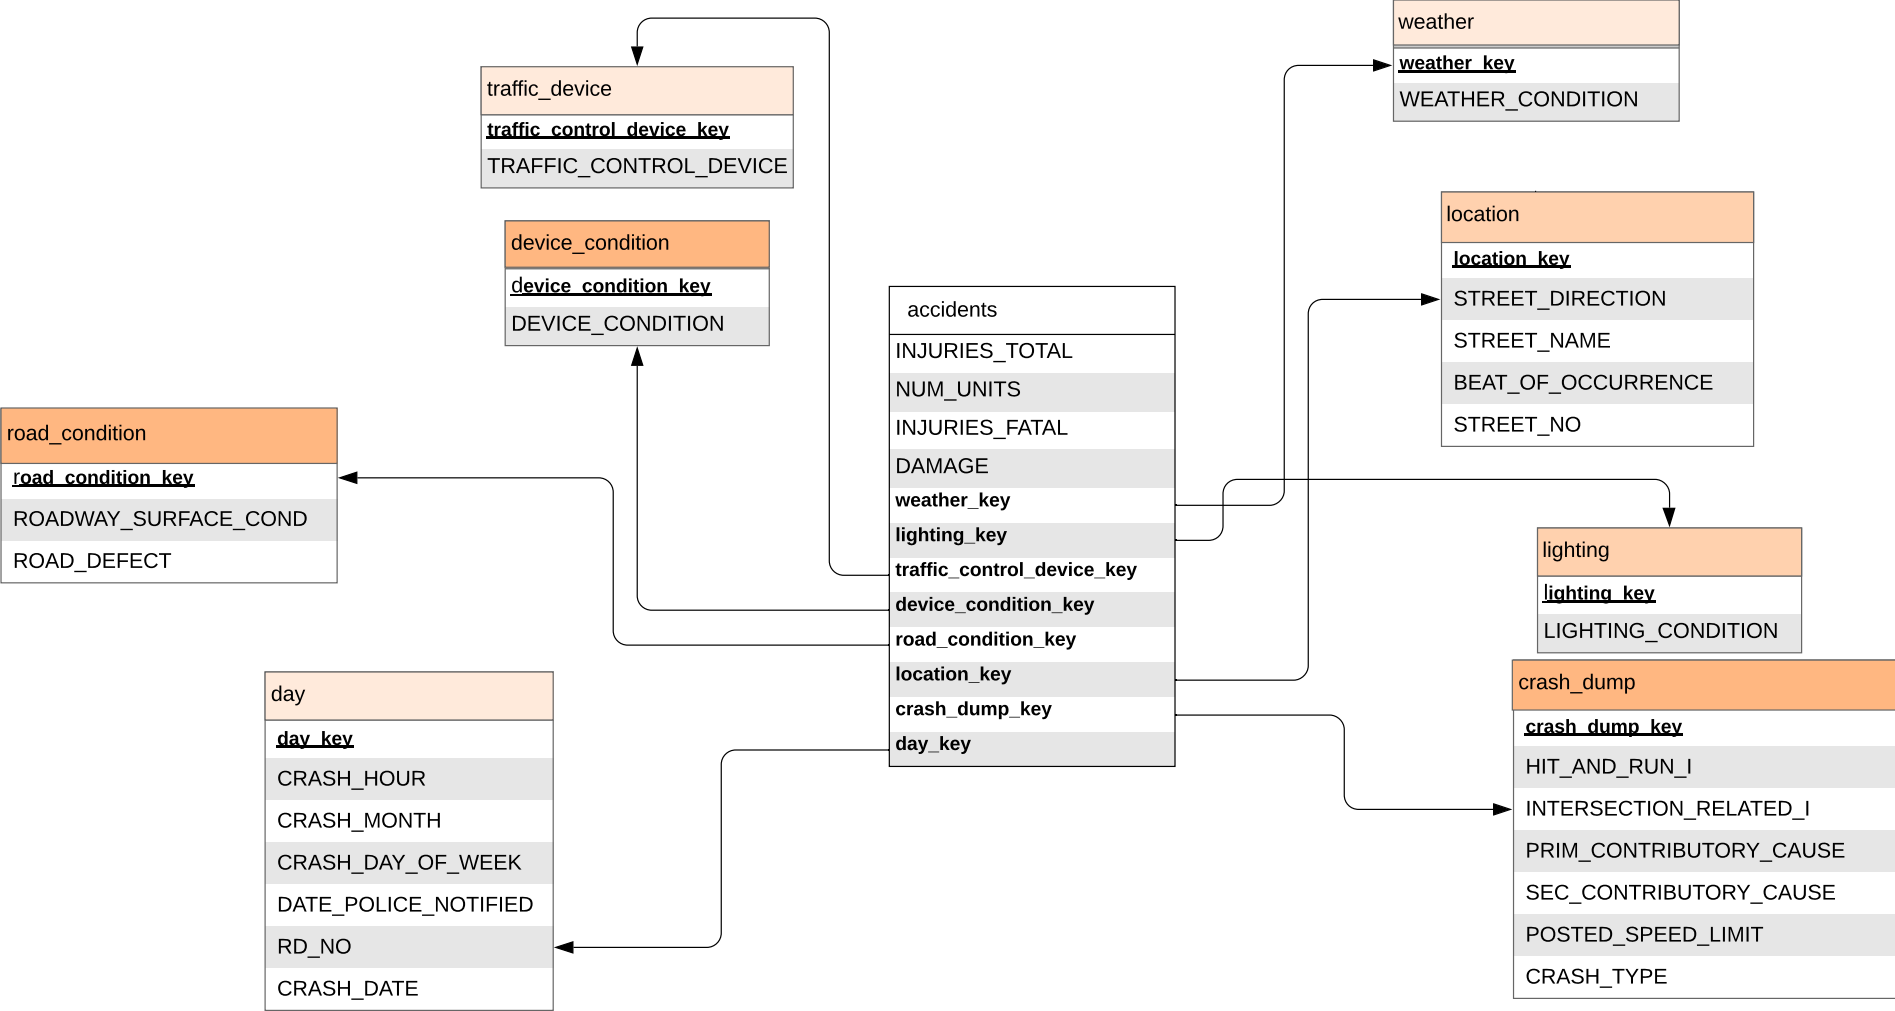 traffic_device
traffic_control_device_key
TRAFFIC_CONTROL_DEVICE
device_condition
device_condition_key
DEVICE_CONDITION
road_condition
road_condition_key
ROADWAY_SURFACE_COND
ROAD_DEFECT
day
day_key
CRASH_HOUR
CRASH_MONTH
CRASH_DAY_OF_WEEK
DATE_POLICE_NOTIFIED
RD_NO
CRASH_DATE
accidents
INJURIES_TOTAL
NUM_UNITS
INJURIES_FATAL
DAMAGE
weather_key
lighting_key
traffic_control_device_key
device_condition_key
road_condition_key
location_key
crash_dump_key
day_key
weather
weather_key
WEATHER_CONDITION
location
location_key
STREET_DIRECTION
STREET_NAME
BEAT_OF_OCCURRENCE
STREET_NO
lighting
lighting_key
LIGHTING_CONDITION
crash_dump
crash_dump_key
HIT_AND_RUN_I
INTERSECTION_RELATED_I
PRIM_CONTRIBUTORY_CAUSE
SEC_CONTRIBUTORY_CAUSE
POSTED_SPEED_LIMIT
CRASH_TYPE